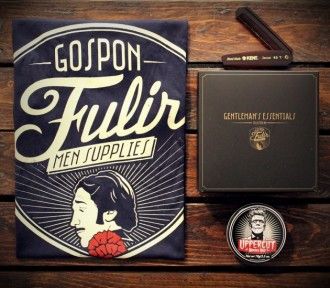 GOSPON
Fulir
MEN SUPPLIES
KENT
GENTLEMAN'S ESSENTIALS
UPPERCUT